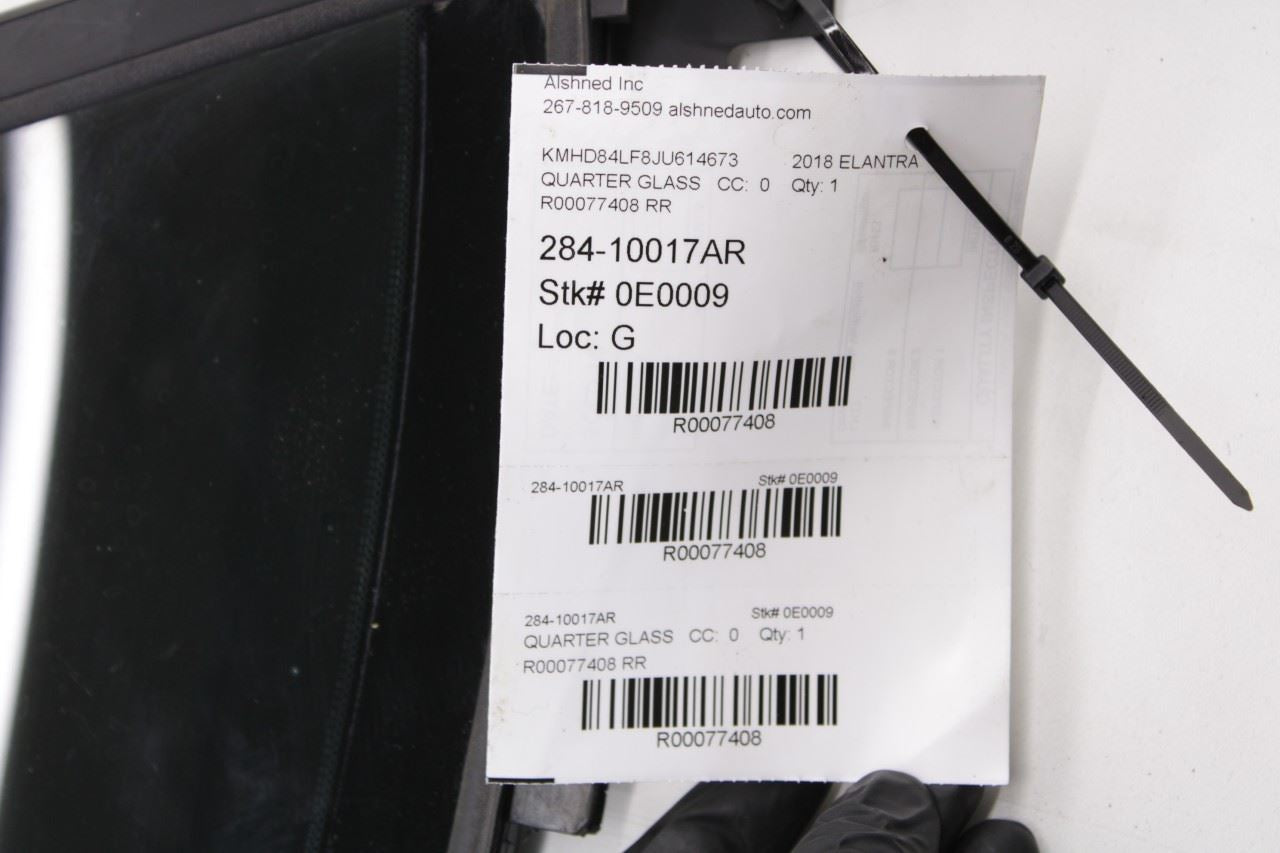 Alshned Inc
267-818-9509 alshnedauto.com
KMHD84LF8JU614673 2018 ELANTRA
QUARTER GLASS CC: 0 Qty: 1
R00077408 RR
284-10017AR
Stk# 0E0009
Loc: G
R00077408
284-10017AR Stk# 0E0009
R00077408
284-10017AR Stk# 0E0009
QUARTER GLASS CC: 0 Qty: 1
R00077408 RR
R00077408